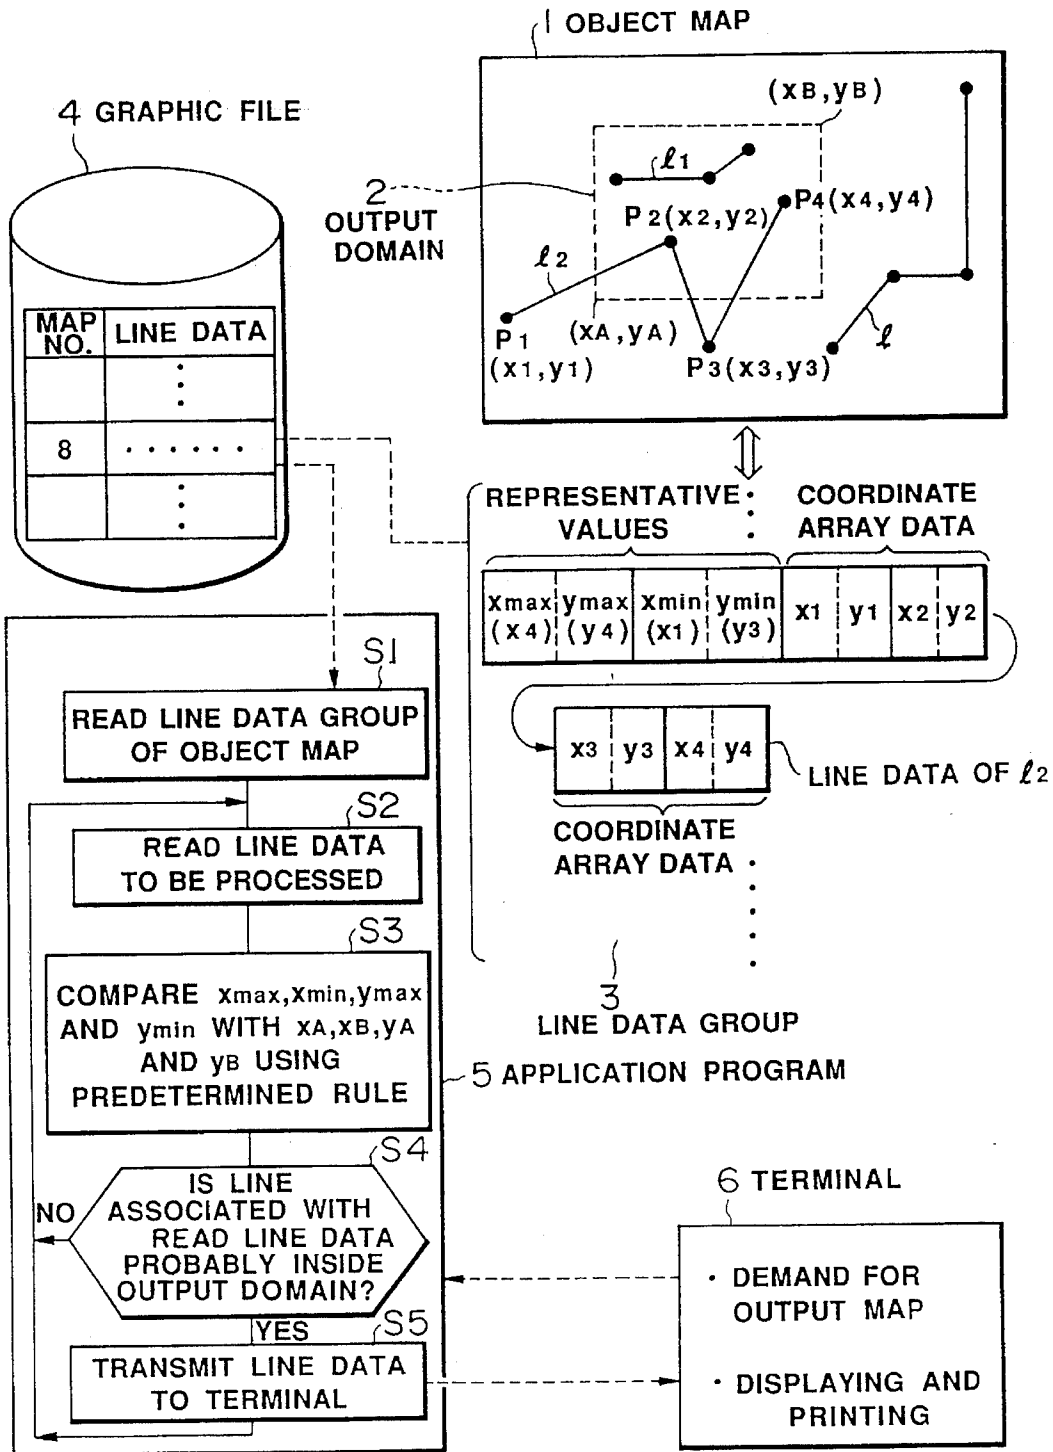 1 OBJECT MAP
(xB,yB)
ℓ1
P2(x2,y2)
P4(x4,y4)
ℓ2
P1
(x1,y1)
(xA,yA)
P3(x3,y3)
ℓ
4 GRAPHIC FILE
2
OUTPUT
DOMAIN
MAP
NO.
LINE DATA
8
REPRESENTATIVE
VALUES
COORDINATE
ARRAY DATA
xmax
(x4)
ymax
(y4)
xmin
(x1)
ymin
(y3)
x1
y1
x2
y2
x3
y3
x4
y4
LINE DATA OF ℓ2
COORDINATE
ARRAY DATA
3
LINE DATA GROUP
5 APPLICATION PROGRAM
S1
READ LINE DATA GROUP
OF OBJECT MAP
S2
READ LINE DATA
TO BE PROCESSED
S3
COMPARE xmax,xmin,ymax
AND ymin WITH xA,xB,yA
AND yB USING
PREDETERMINED RULE
S4
IS LINE
ASSOCIATED WITH
READ LINE DATA
PROBABLY INSIDE
OUTPUT DOMAIN?
NO
YES
S5
TRANSMIT LINE DATA
TO TERMINAL
6 TERMINAL
· DEMAND FOR
OUTPUT MAP
· DISPLAYING AND
PRINTING